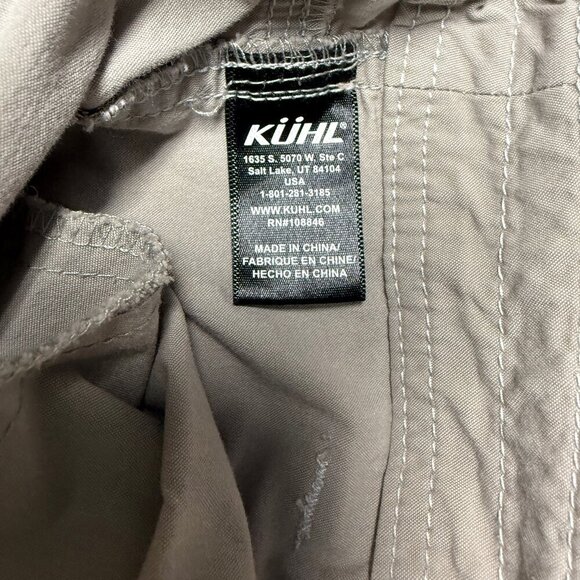 KÜHL®
1635 S. 5070 W. Ste C
Salt Lake, UT 84104
USA
1-801-281-3185
WWW.KUHL.COM
RN#108846
MADE IN CHINA/
FABRIQUE EN CHINE/
HECHO EN CHINA